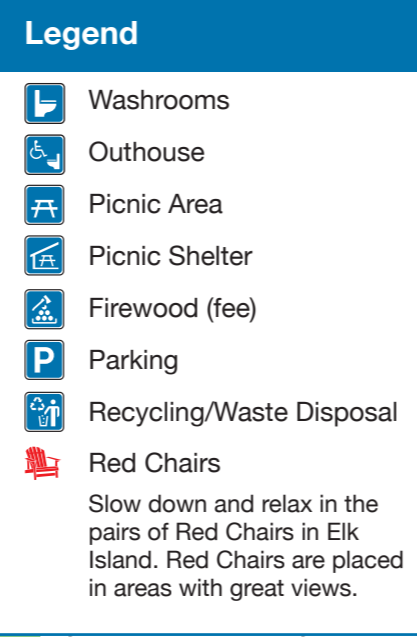 Legend
Washrooms
Outhouse
Picnic Area
Picnic Shelter
Firewood (fee)
P Parking
Recycling/Waste Disposal
Red Chairs
Slow down and relax in the
pairs of Red Chairs in Elk
Island. Red Chairs are placed
in areas with great views.